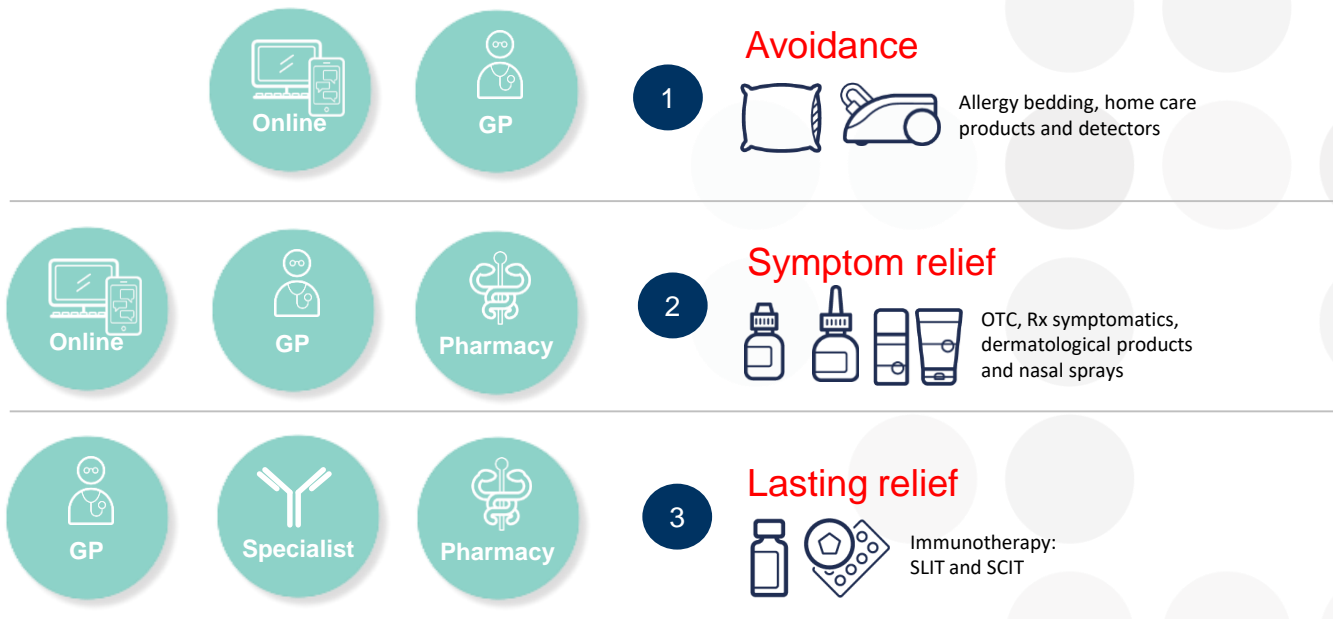 Online
GP
1
Avoidance
Allergy bedding, home care
products and detectors
Online
GP
Pharmacy
2
Symptom relief
OTC, Rx symptomatics,
dermatological products
and nasal sprays
GP
Specialist
Pharmacy
3
Lasting relief
Immunotherapy:
SLIT and SCIT